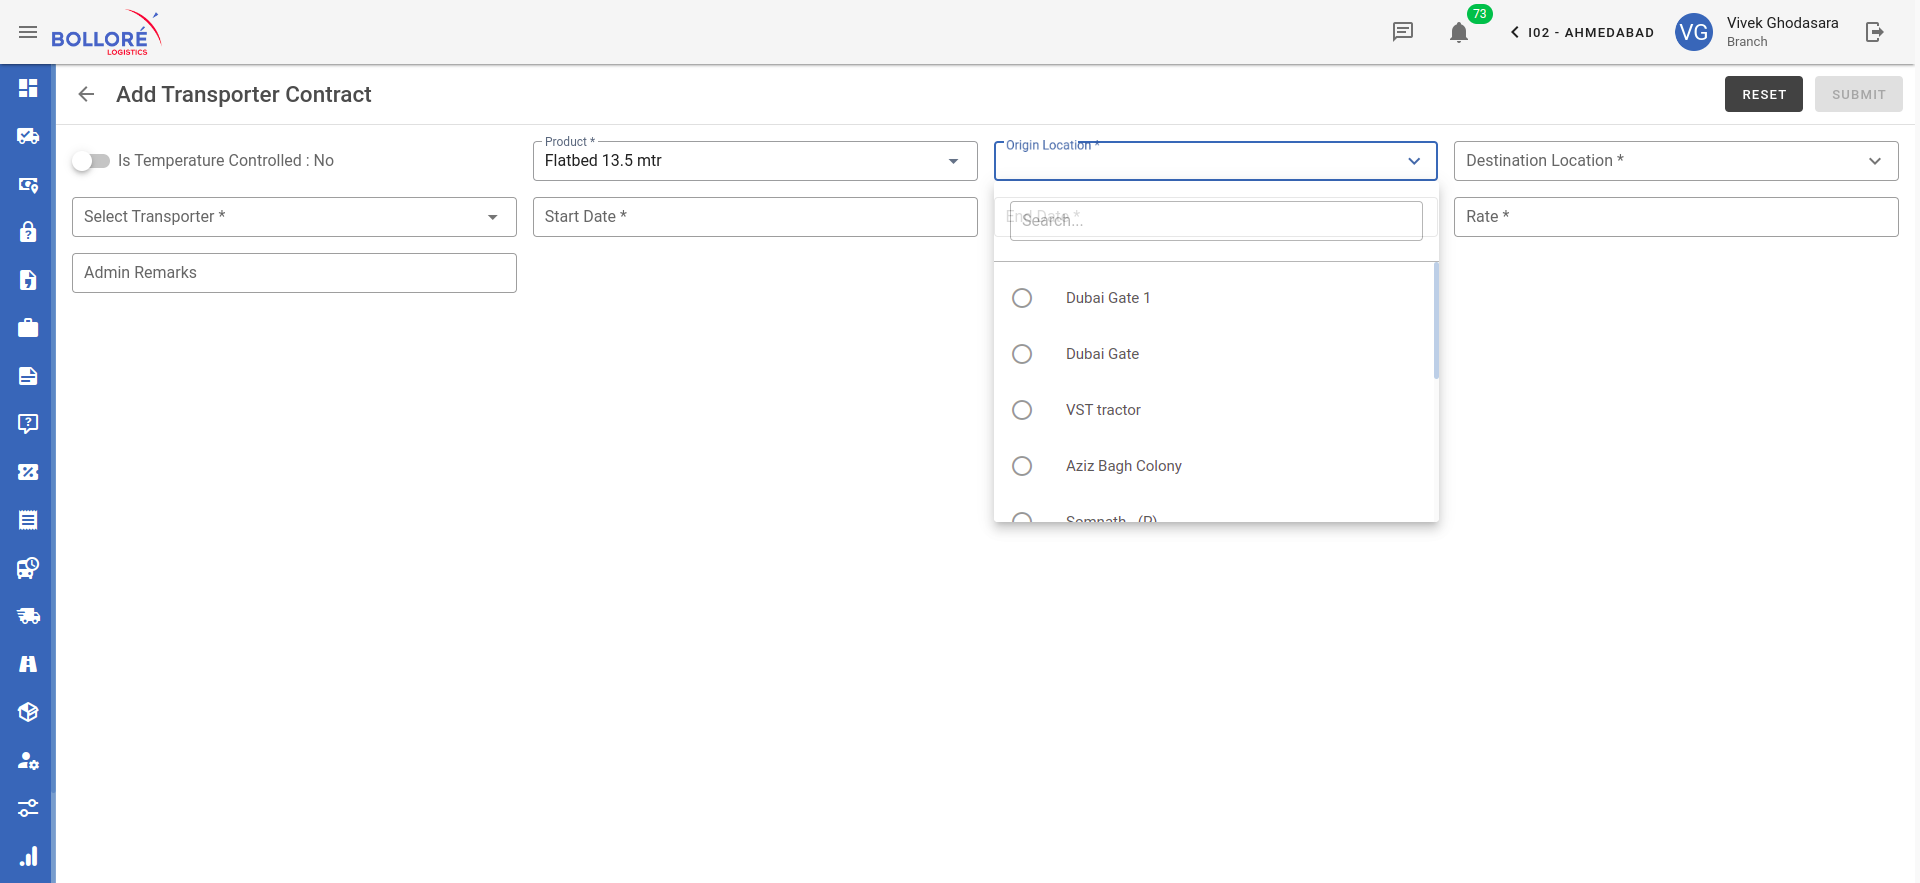 BOLLORÉ
LOGISTICS
73
I02 - AHMEDABAD
VG
Vivek Ghodasara
Branch
Add Transporter Contract
RESET
SUBMIT
Is Temperature Controlled : No
Product *
Flatbed 13.5 mtr
Origin Location *
Destination Location *
Select Transporter *
Start Date *
End Date *
Search...
Rate *
Admin Remarks
Dubai Gate 1
Dubai Gate
VST tractor
Aziz Bagh Colony